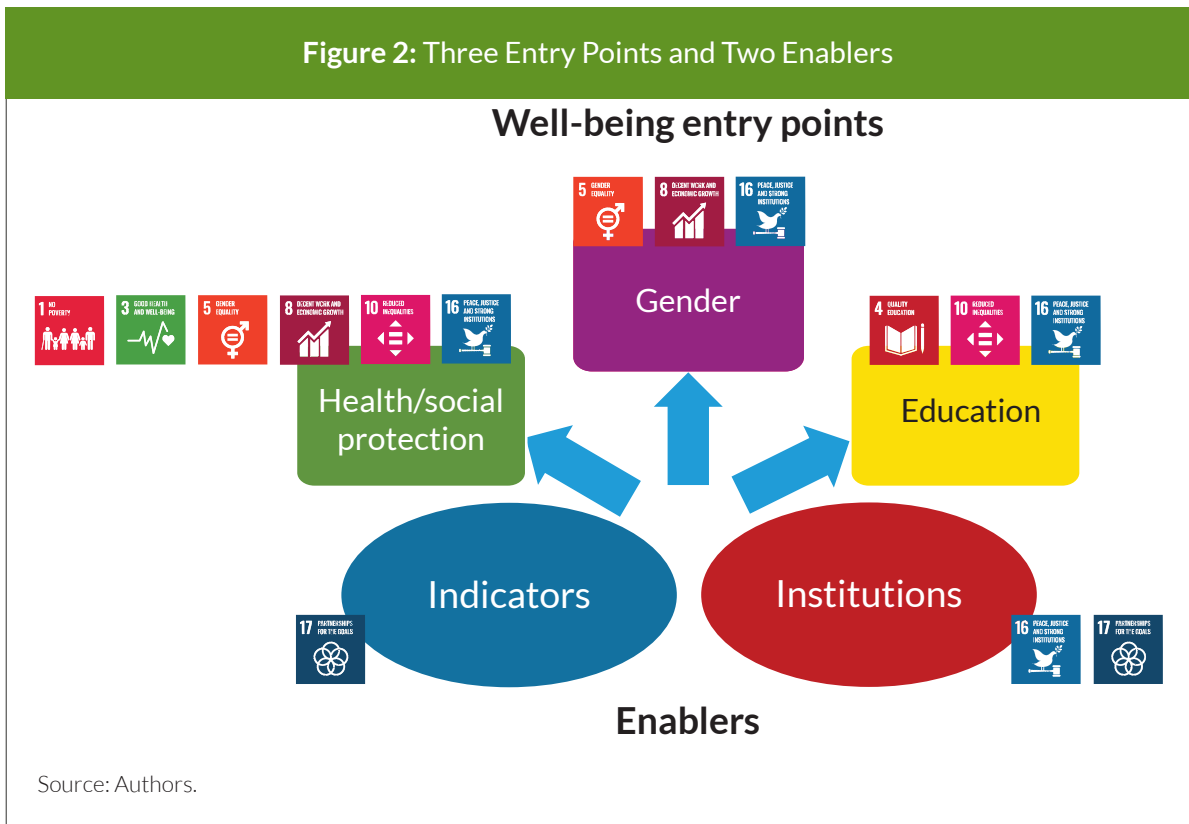 Figure 2: Three Entry Points and Two Enablers
Well-being entry points
5 GENDER
EQUALITY
8 DECENT WORK AND
ECONOMIC GROWTH
16 PEACE, JUSTICE
AND STRONG
INSTITUTIONS
Gender
1 NO
POVERTY
3 GOOD HEALTH
AND WELL-BEING
5 GENDER
EQUALITY
8 DECENT WORK AND
ECONOMIC GROWTH
10 REDUCED
INEQUALITIES
16 PEACE, JUSTICE
AND STRONG
INSTITUTIONS
Health/social
protection
4 QUALITY
EDUCATION
10 REDUCED
INEQUALITIES
16 PEACE, JUSTICE
AND STRONG
INSTITUTIONS
Education
Indicators
17 PARTNERSHIPS
FOR THE GOALS
Institutions
16 PEACE, JUSTICE
AND STRONG
INSTITUTIONS
17 PARTNERSHIPS
FOR THE GOALS
Enablers
Source: Authors.